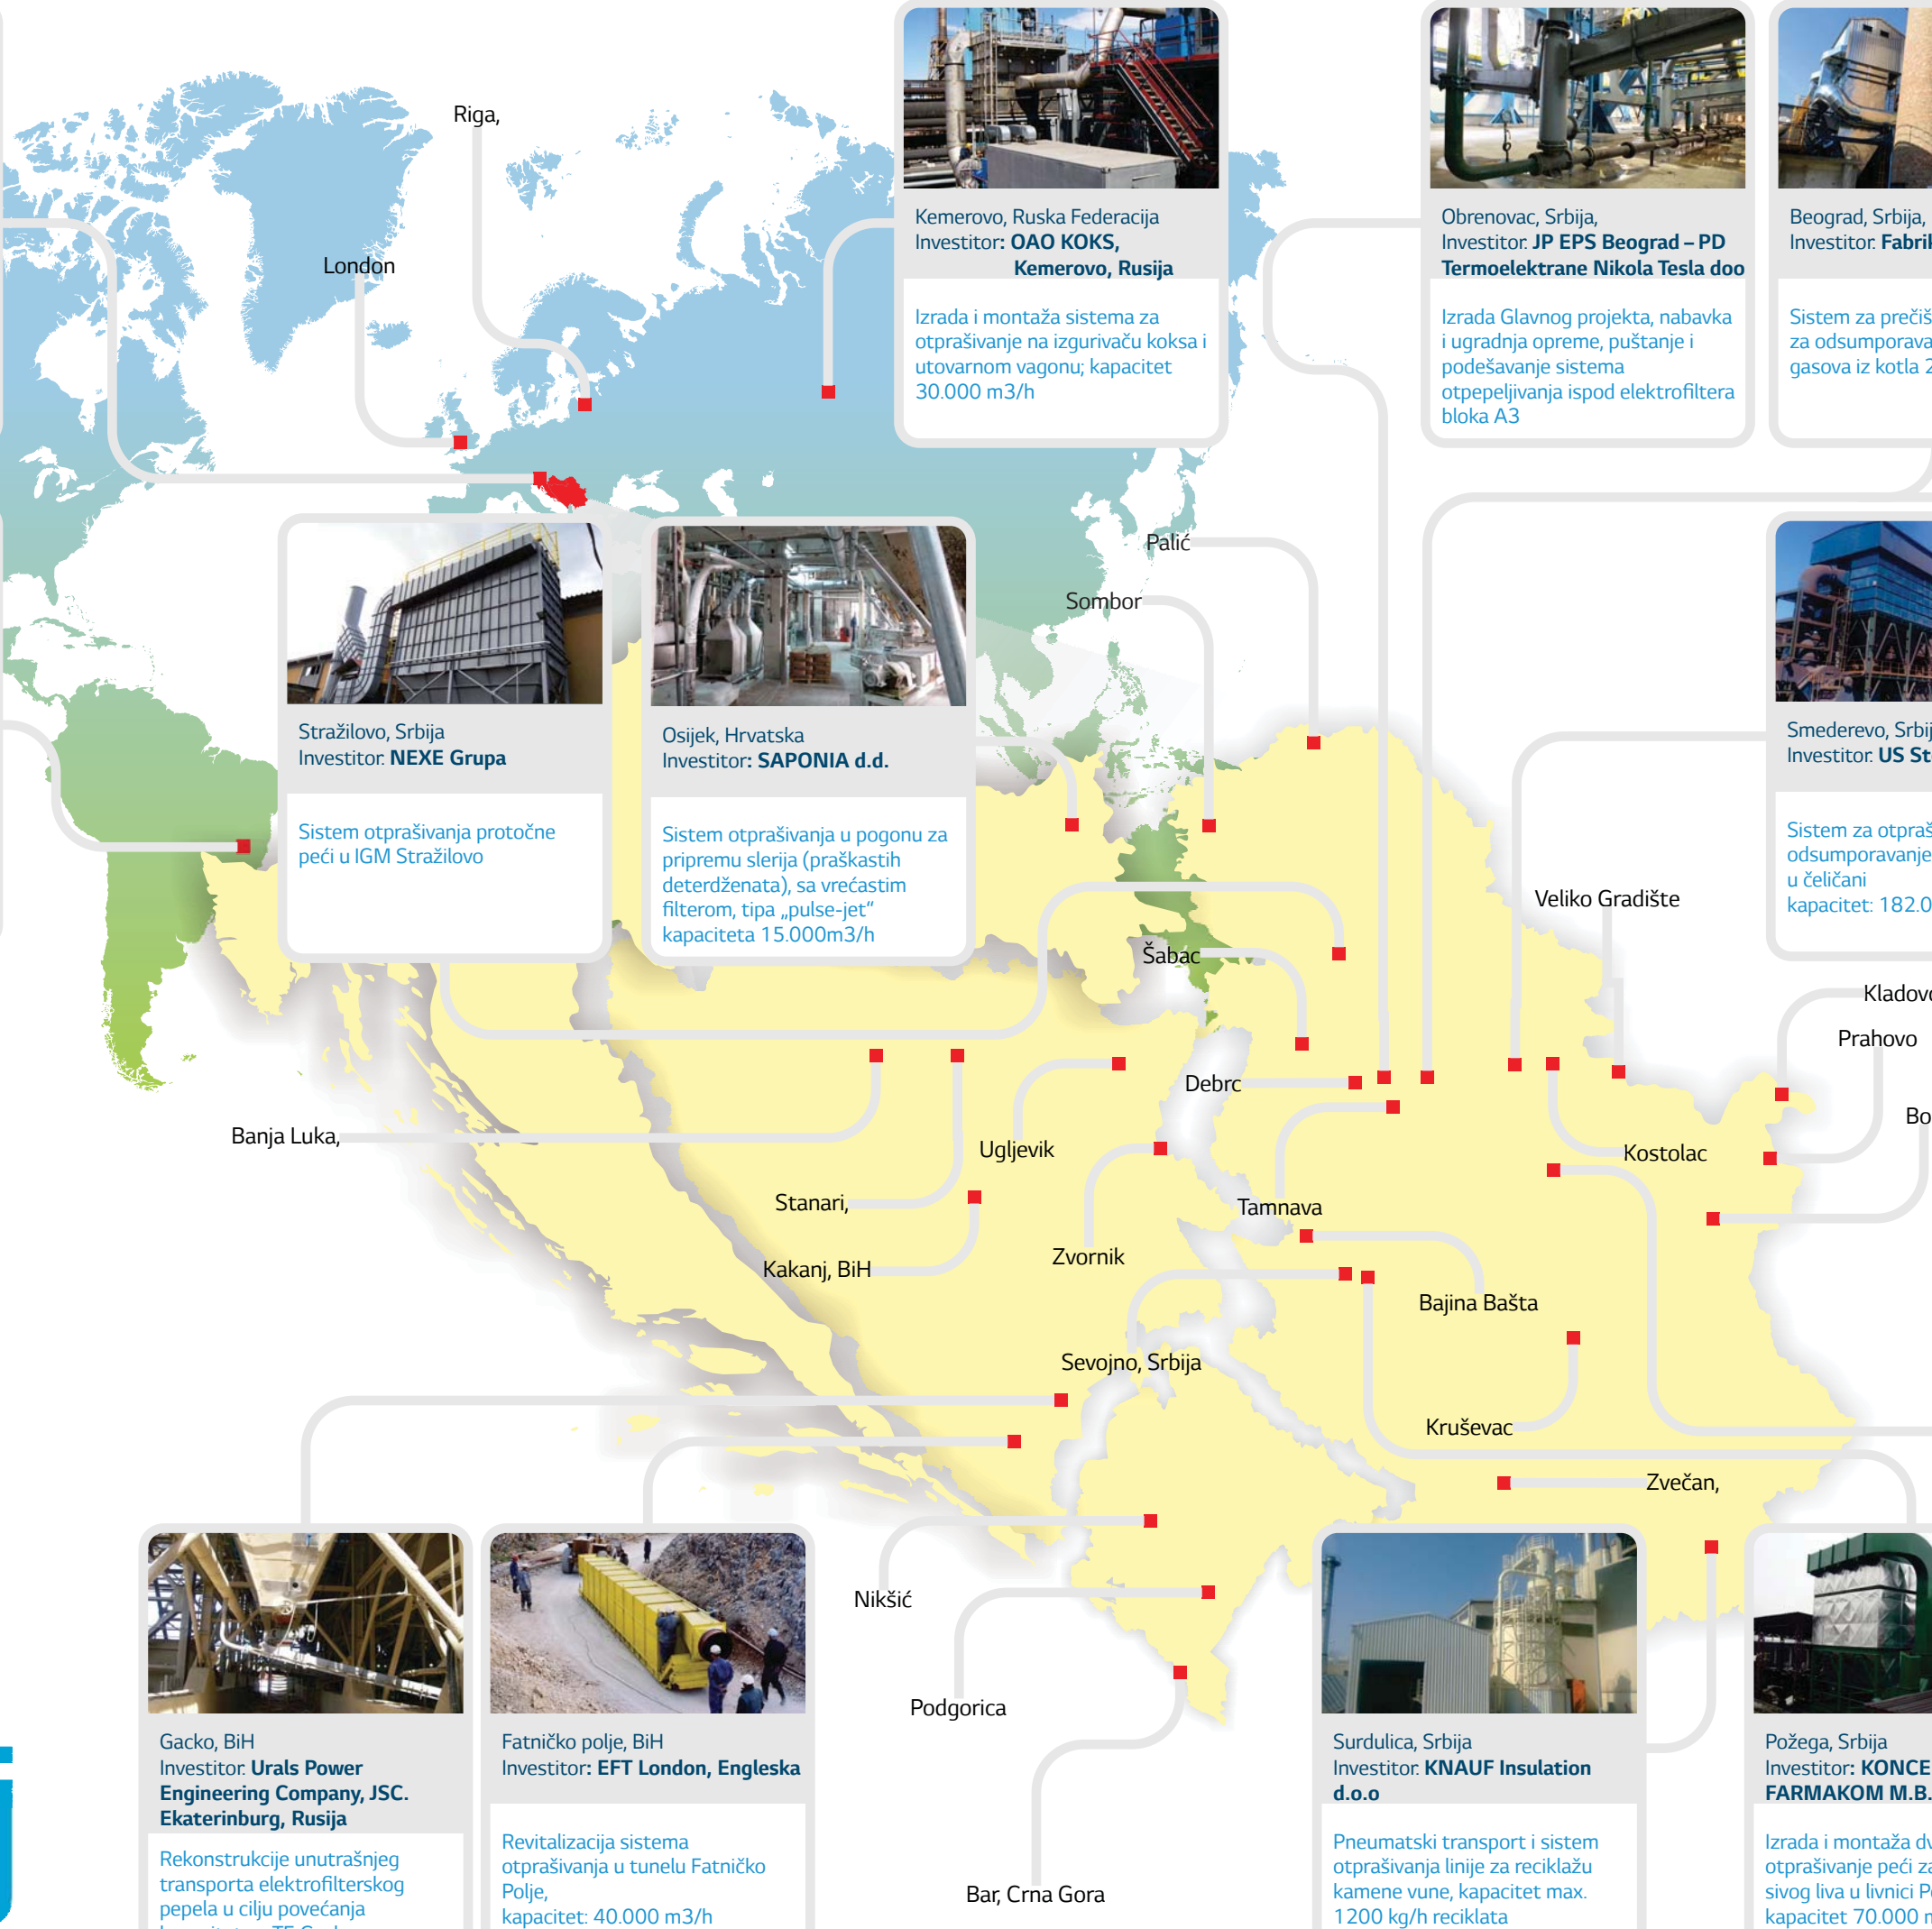 Riga,
London
Kemerovo, Ruska Federacija
Investitor: OAO KOKS,
Kemerovo, Rusija
Izrada i montaža sistema za
otprašivanje na izgurivaču koksa i
utovarnom vagonu; kapacitet
30.000 m3/h
Obrenovac, Srbija,
Investitor: JP EPS Beograd – PD
Termoelektrane Nikola Tesla doo
Izrada Glavnog projekta, nabavka
i ugradnja opreme, puštanje i
podešavanje sistema
otpepeljivanja ispod elektrofiltera
bloka A3
Beograd, Srbija,
Investitor:
Sistem za
za
gasova iz kotla
Palić
Sombor
Stražilovo, Srbija
Investitor: NEXE Grupa
Sistem otprašivanja protočne
peći u IGM Stražilovo
Osijek, Hrvatska
Investitor: SAPONIA d.d.
Sistem otprašivanja u pogonu za
pripremu slerija (praškastih
deterdženata), sa vrećastim
filterom, tipa „pulse-jet“
kapaciteta 15.000m3/h
Smederevo,
Investitor: US
Sistem za
odsumporavanje
u čeličani
kapacitet:
Veliko Gradište
Šabac
Prahovo
Debrc
Banja Luka,
Ugljevik
Kostolac
Stanari,
Tamnava
Kakanj, BiH
Zvornik
Bajina Bašta
Sevojno, Srbija
Kruševac
Zvečan,
Nikšić
Podgorica
Bar, Crna Gora
Gacko, BiH
Investitor: Urals Power
Engineering Company, JSC.
Ekaterinburg, Rusija
Rekonstrukcije unutrašnjeg
transporta elektrofilterskog
pepela u cilju povećanja
Fatničko polje, BiH
Investitor: EFT London, Engleska
Revitalizacija sistema
otprašivanja u tunelu Fatničko
Polje,
kapacitet: 40.000 m3/h
Surdulica, Srbija
Investitor: KNAUF Insulation
d.o.o
Pneumatski transport i sistem
otprašivanja linije za reciklažu
kamene vune, kapacitet max.
1200 kg/h reciklata
Požega, Srbija
Investitor:
FARMAKOM M.B.
Izrada i montaža
otprašivanje peći
sivog liva u livnici
kapacitet 70.000